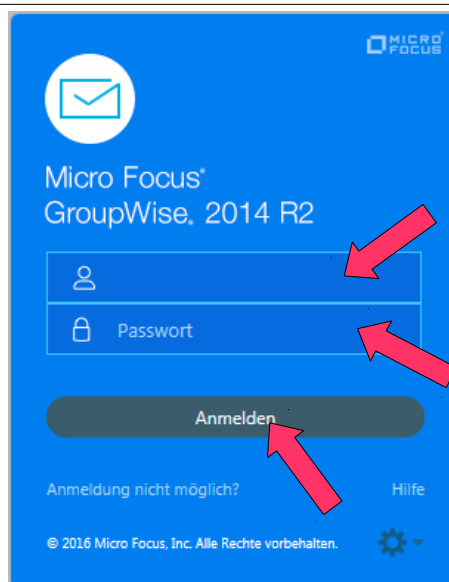 MICRO
FOCUS
Micro Focus®
GroupWise® 2014 R2
Passwort
Anmelden
Anmeldung nicht möglich?
Hilfe
© 2016 Micro Focus, Inc. Alle Rechte vorbehalten.